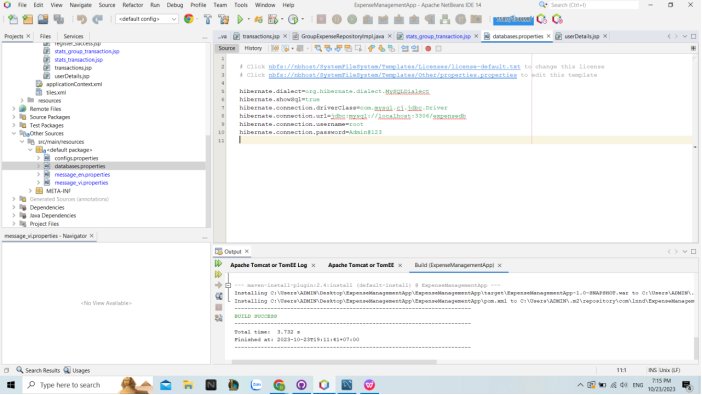 File Edit View Navigate Source Refactor Run Debug Profile Team Tools Window Help
ExpenseManagementApp - Apache NetBeans IDE 14
Search (Ctrl+I)
<default config>
Projects Files Services
...va transactions.jsp GroupExpenseRepositoryImpl.java stats_group_transaction.jsp databases.properties userDetails.jsp
Source History
register_success.jsp
stats_group_transaction.jsp
stats_transaction.jsp
transactions.jsp
userDetails.jsp
applicationContext.xml
tiles.xml
resources
Remote Files
Source Packages
Test Packages
Other Sources
src/main/resources
<default package>
configs.properties
databases.properties
message_en.properties
message_vi.properties
META-INF
Generated Sources (annotations)
Dependencies
Java Dependencies
Project Files
1
2 # Click nbfs://nbhost/SystemFileSystem/Templates/Licenses/license-default.txt to change this license
3 # Click nbfs://nbhost/SystemFileSystem/Templates/Other/properties.properties to edit this template
4
5 hibernate.dialect=org.hibernate.dialect.MySQLDialect
6 hibernate.showSql=true
7 hibernate.connection.driverClass=com.mysql.cj.jdbc.Driver
8 hibernate.connection.url=jdbc:mysql://localhost:3306/expensedb
9 hibernate.connection.username=root
10 hibernate.connection.password=Admin@123
11
message_vi.properties - Navigator
<No View Available>
Output
Apache Tomcat or TomEE Log Apache Tomcat or TomEE Build (ExpenseManagementApp)
--- maven-install-plugin:2.4:install (default-install) @ ExpenseManagementApp ---
Installing C:\Users\ADMIN\Desktop\ExpenseManagementApp\ExpenseManagementApp\target\ExpenseManagementApp-1.0-SNAPSHOT.war to C:\Users\ADMIN\.
Installing C:\Users\ADMIN\Desktop\ExpenseManagementApp\ExpenseManagementApp\pom.xml to C:\Users\ADMIN\.m2\repository\com\lnnd\ExpenseManagem
------------------------------------------------------------------------
BUILD SUCCESS
------------------------------------------------------------------------
Total time: 3.732 s
Finished at: 2023-10-23T19:11:41+07:00
------------------------------------------------------------------------
Search Results Usages
11:1 INS Unix (LF)
Type here to search
ENG
7:15 PM
10/23/2023